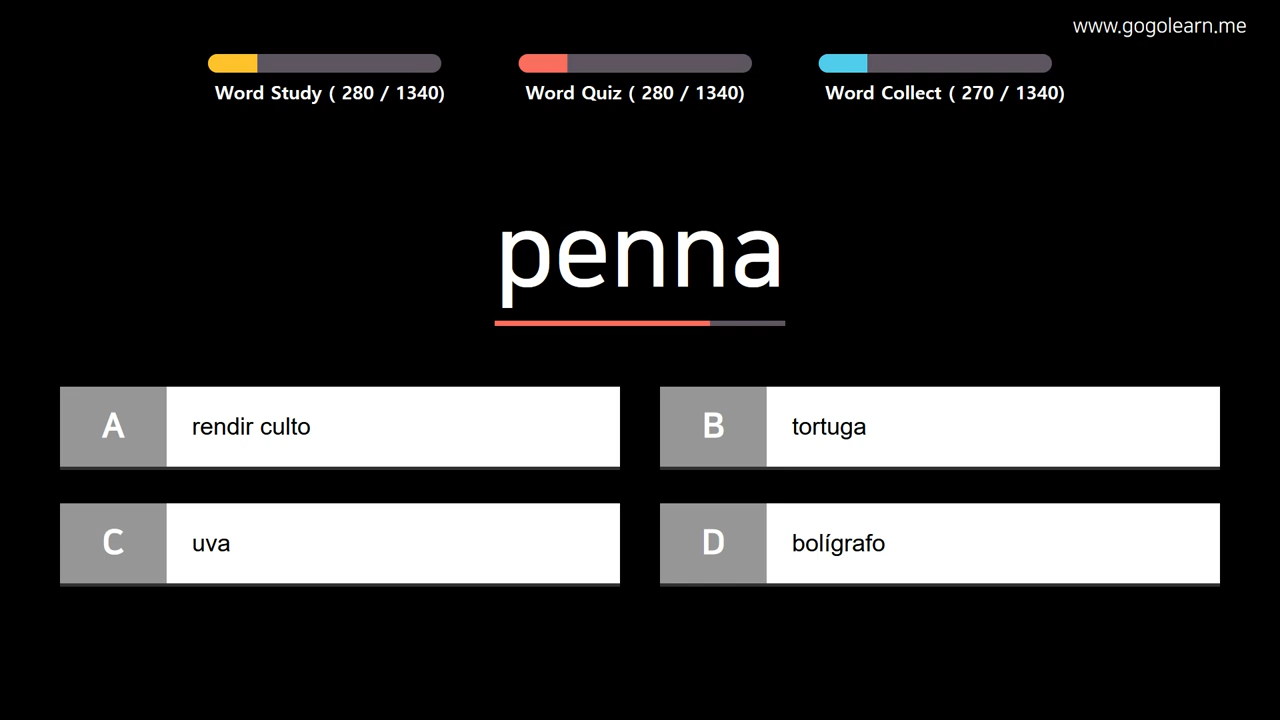 www.gogolearn.me
Word Study ( 280 / 1340)
Word Quiz ( 280 / 1340)
Word Collect ( 270 / 1340)
penna
A rendir culto
B tortuga
C uva
D bolígrafo